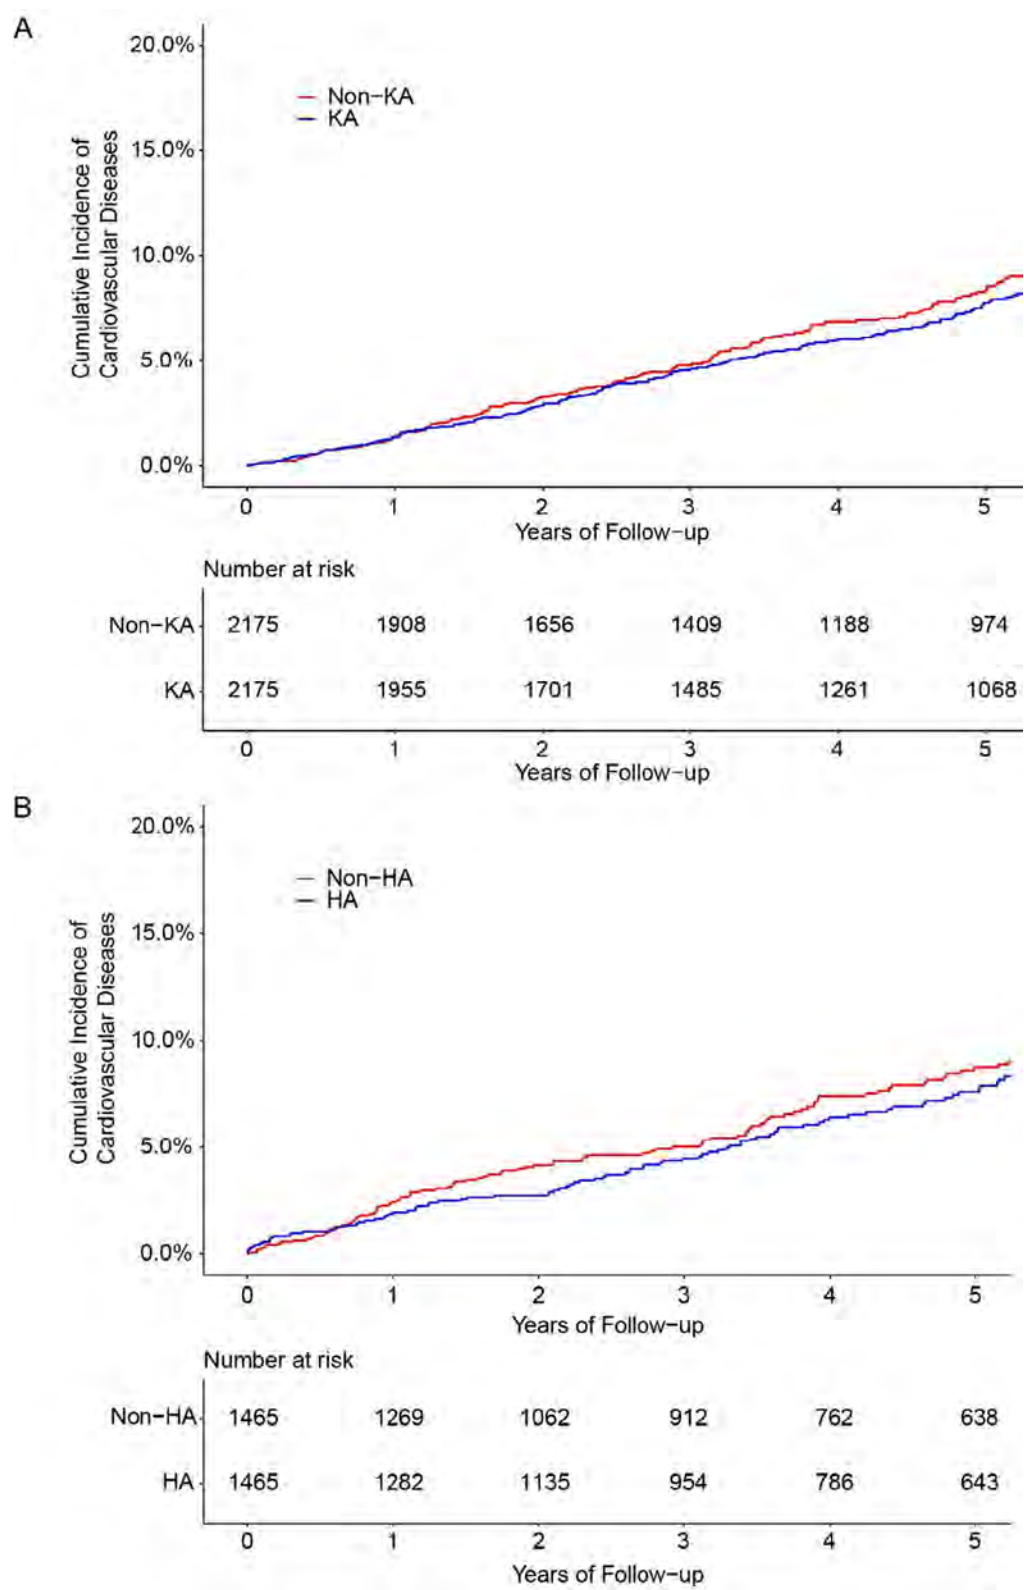 A
20.0%
15.0%
10.0%
5.0%
0.0%
Cumulative Incidence of
Cardiovascular Diseases
Non-KA
KA
0 1 2 3 4 5
Years of Follow-up
Number at risk
Non-KA 2175 1908 1656 1409 1188 974
KA 2175 1955 1701 1485 1261 1068
0 1 2 3 4 5
Years of Follow-up
B
20.0%
15.0%
10.0%
5.0%
0.0%
Cumulative Incidence of
Cardiovascular Diseases
Non-HA
HA
0 1 2 3 4 5
Years of Follow-up
Number at risk
Non-HA 1465 1269 1062 912 762 638
HA 1465 1282 1135 954 786 643
0 1 2 3 4 5
Years of Follow-up